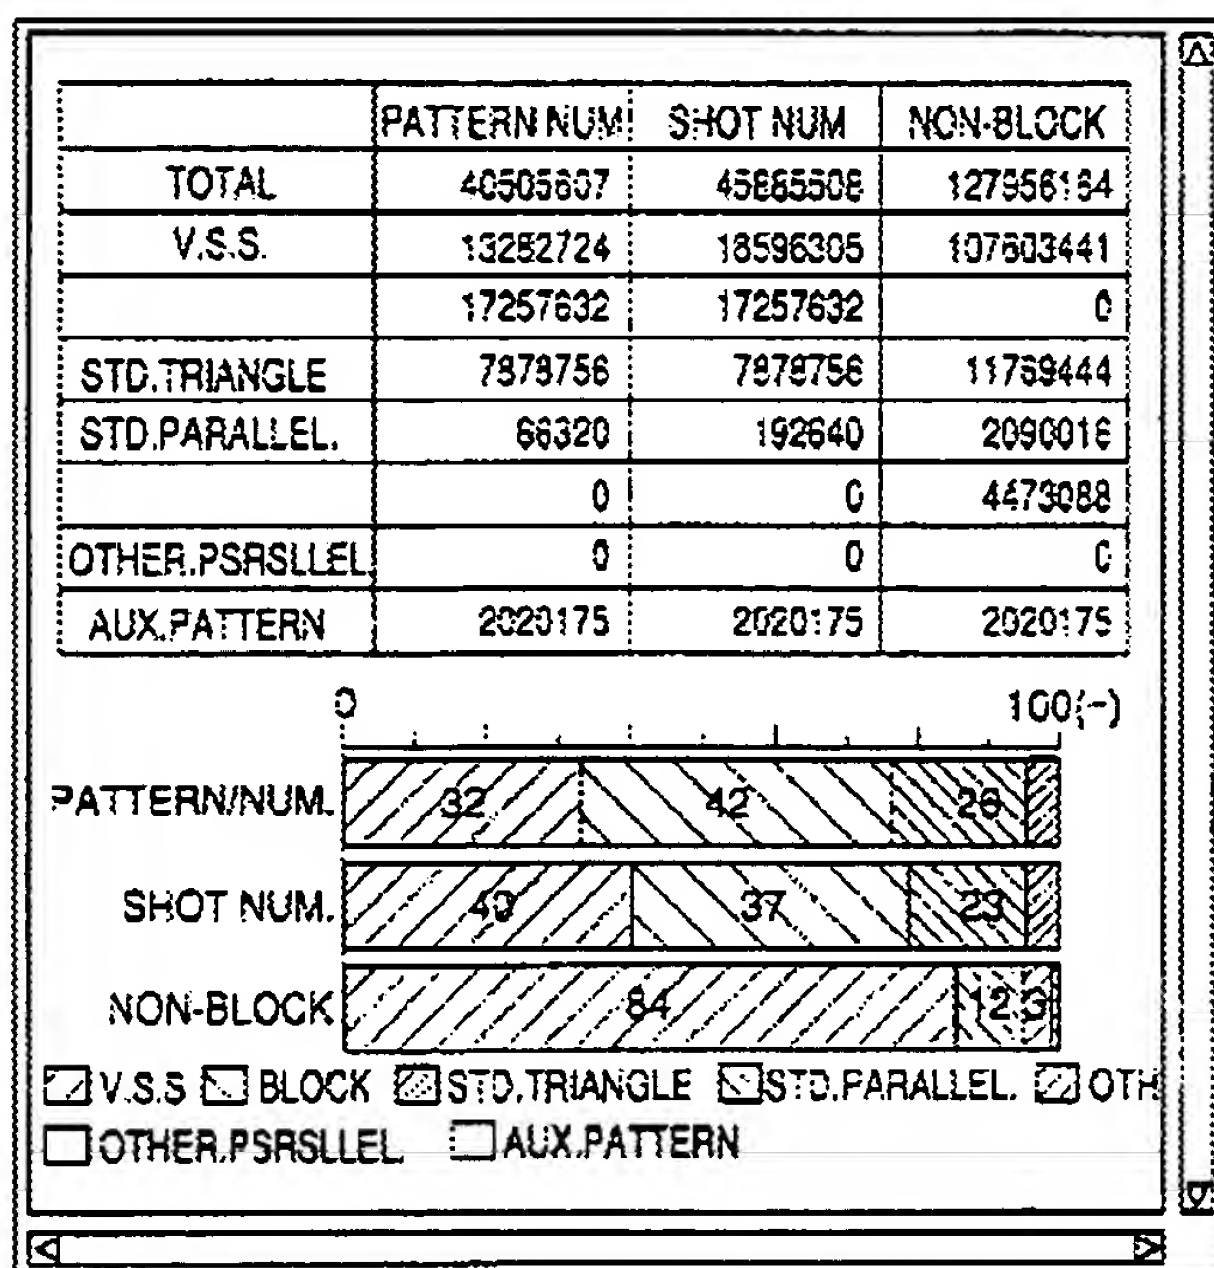 PATTERN NUM SHOT NUM NON-BLOCK
TOTAL 40505607 127956164
V.S.S. 13282724 18596305 107603441
17257632 17257632 0
STD.TRIANGLE 7878756 7878756 11769444
STD.PARALLEL. 66320 192640 2090016
0 0 4473088
OTHER.PSRSLLEL. 0 0 0
AUX.PATTERN 2020175 2020175 2020175
0 100(-)
PATTERN/NUM. 32 42 26
SHOT NUM. 40 37 23
NON-BLOCK 84 12 3
V.S.S BLOCK STD.TRIANGLE STD.PARALLEL. OTH
OTHER.PSRSLLEL. AUX.PATTERN